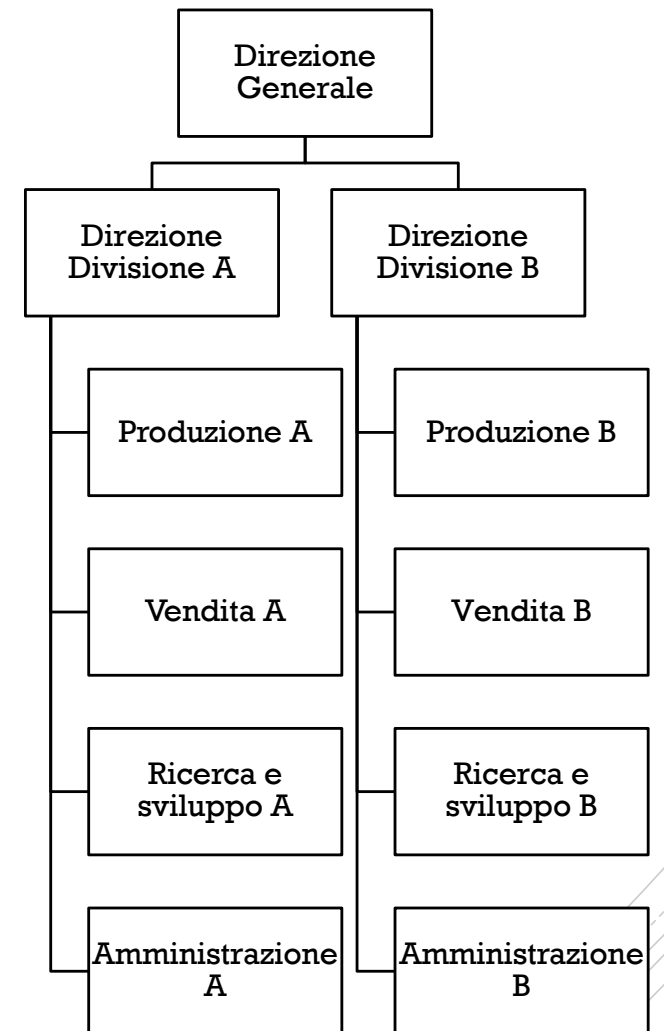 Direzione
Generale
Direzione
Divisione A
Direzione
Divisione B
Produzione A
Produzione B
Vendita A
Vendita B
Ricerca e
sviluppo A
Ricerca e
sviluppo B
Amministrazione
A
Amministrazione
B